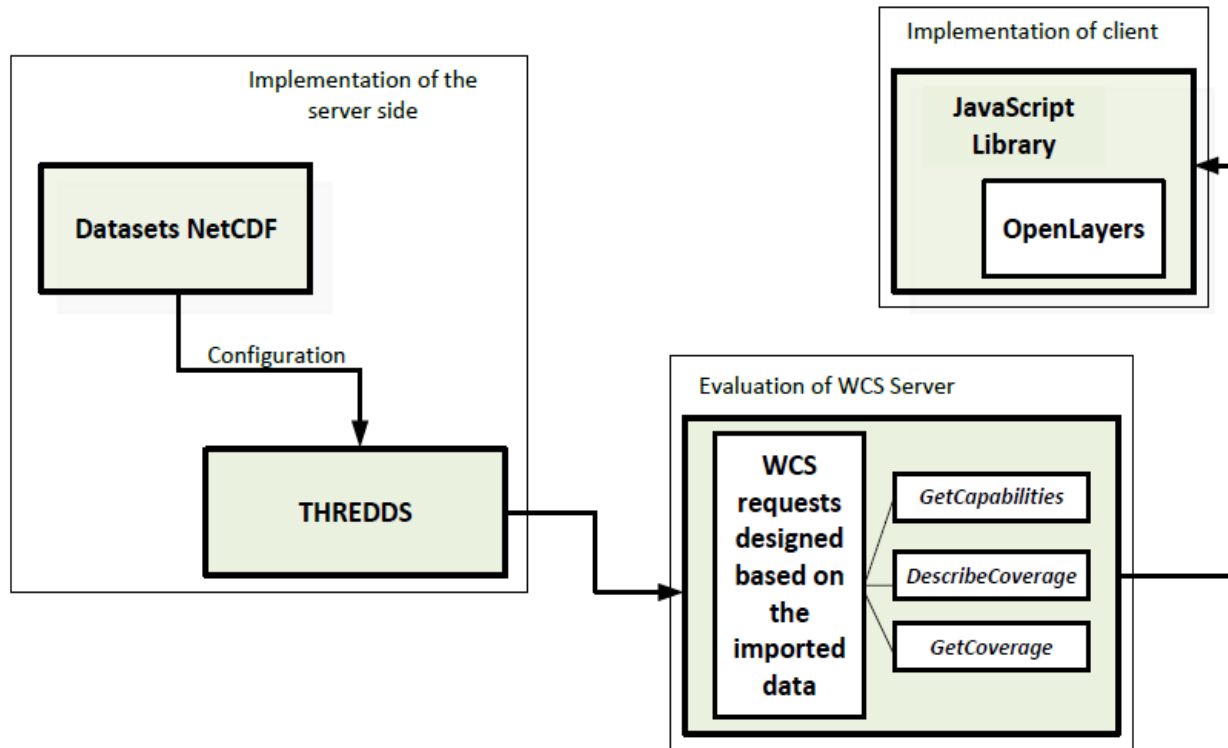 Implementation of the
server side
Datasets NetCDF
Configuration
THREDDS
Evaluation of WCS Server
WCS
requests
designed
based on
the
imported
data
GetCapabilities
DescribeCoverage
GetCoverage
Implementation of client
JavaScript
Library
OpenLayers